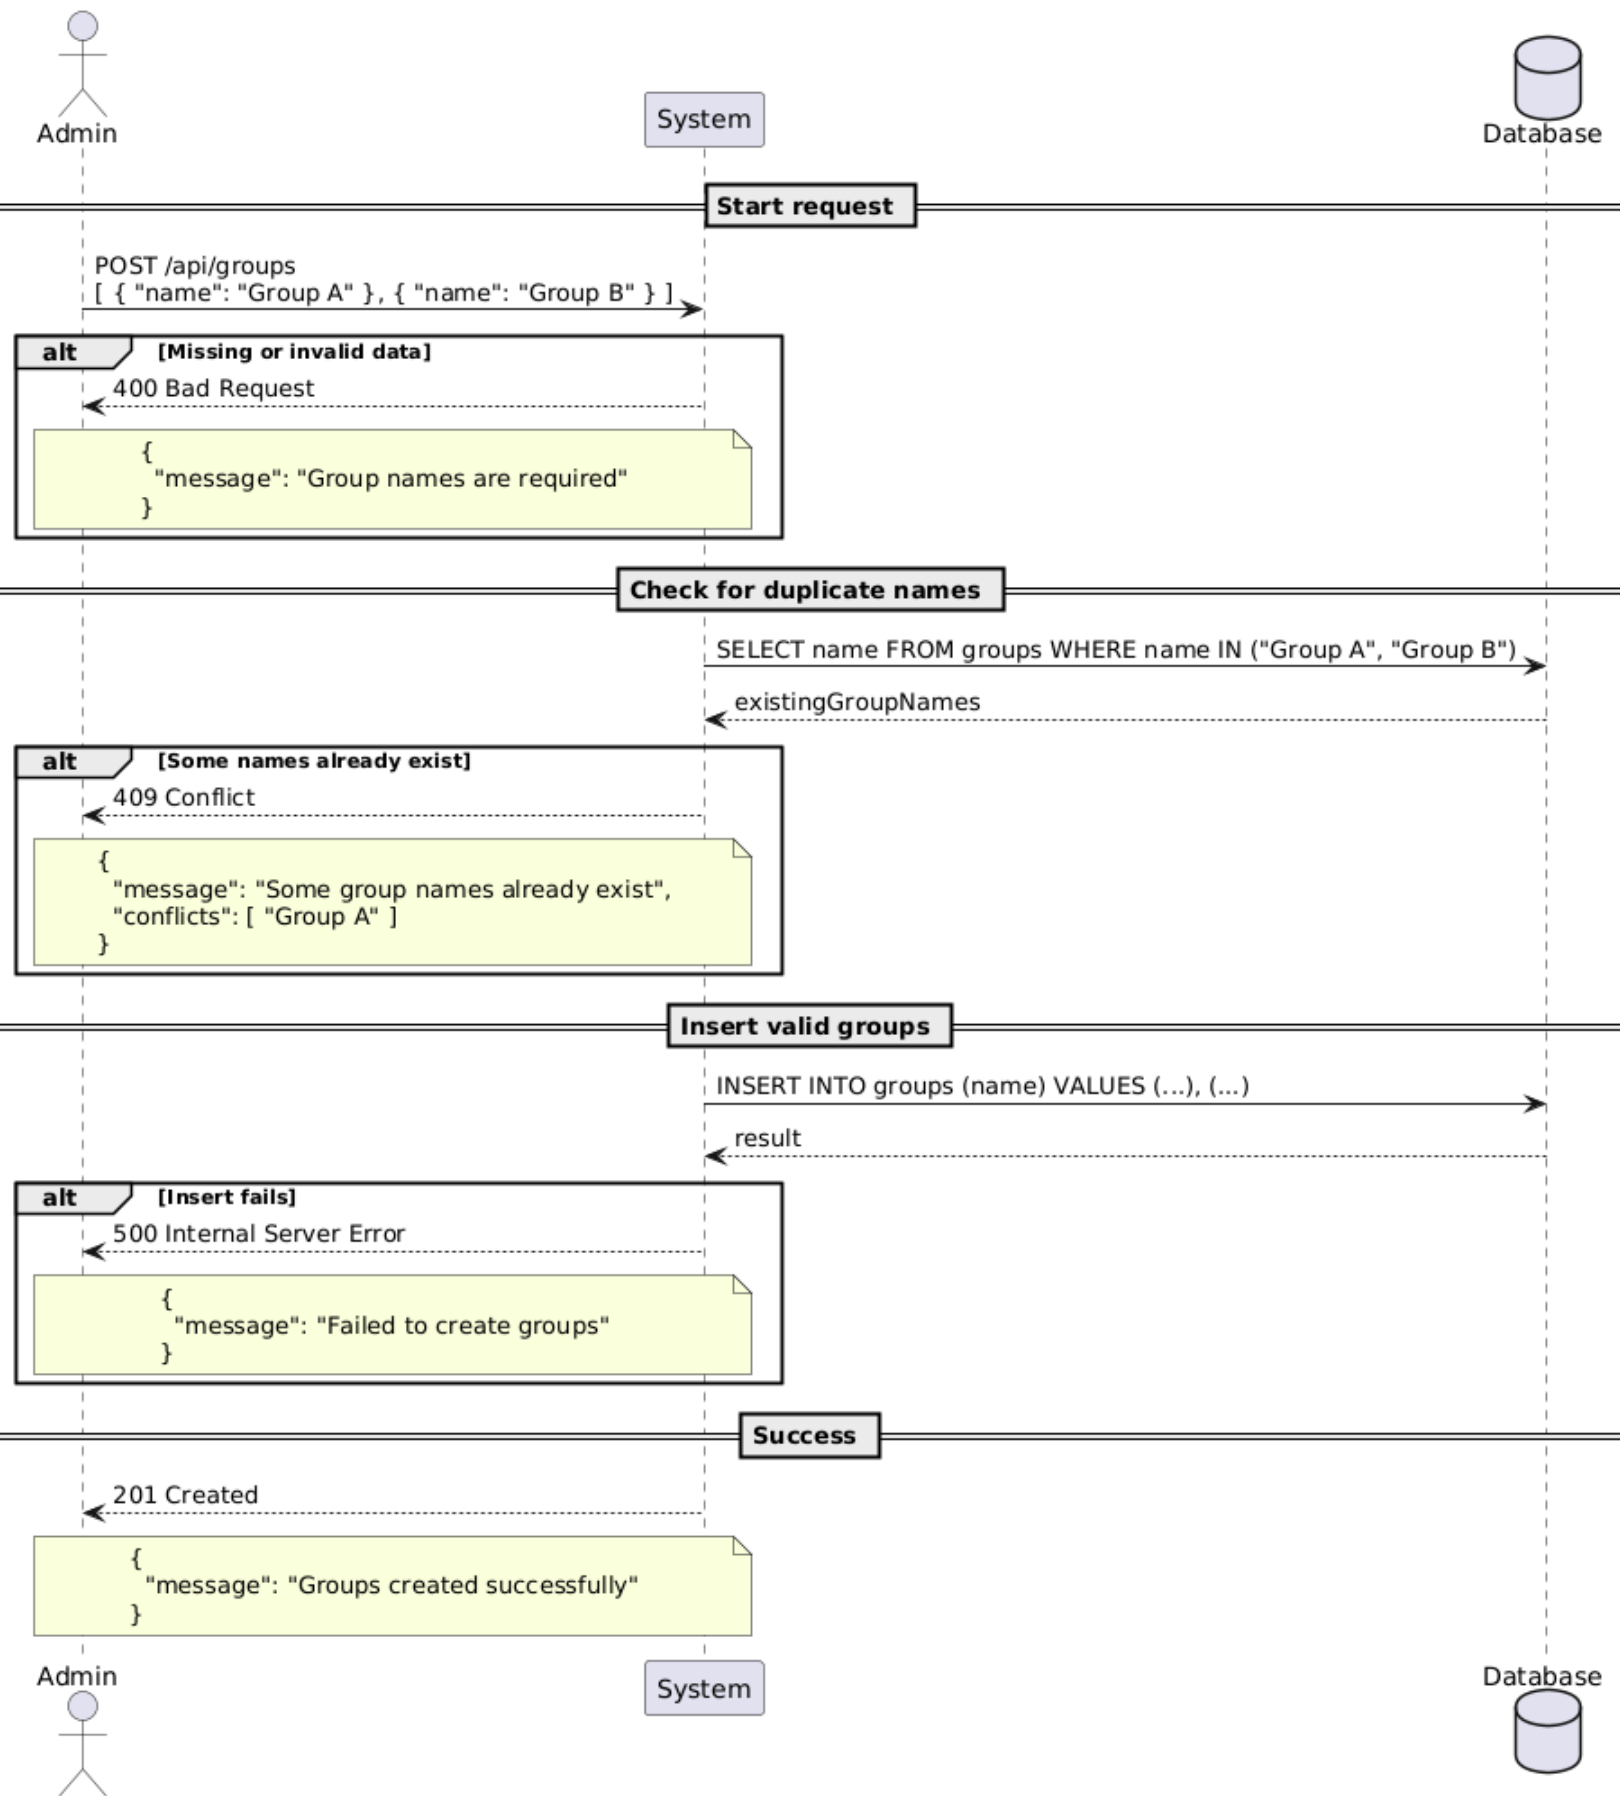 Admin
System
Database
Start request
POST /api/groups
[ { "name": "Group A" }, { "name": "Group B" } ]
alt [Missing or invalid data]
400 Bad Request
{
"message": "Group names are required"
}
Check for duplicate names
SELECT name FROM groups WHERE name IN ("Group A", "Group B")
existingGroupNames
alt [Some names already exist]
409 Conflict
{
"message": "Some group names already exist",
"conflicts": [ "Group A" ]
}
Insert valid groups
INSERT INTO groups (name) VALUES (...), (...)
result
alt [Insert fails]
500 Internal Server Error
{
"message": "Failed to create groups"
}
Success
201 Created
{
"message": "Groups created successfully"
}
Admin
System
Database